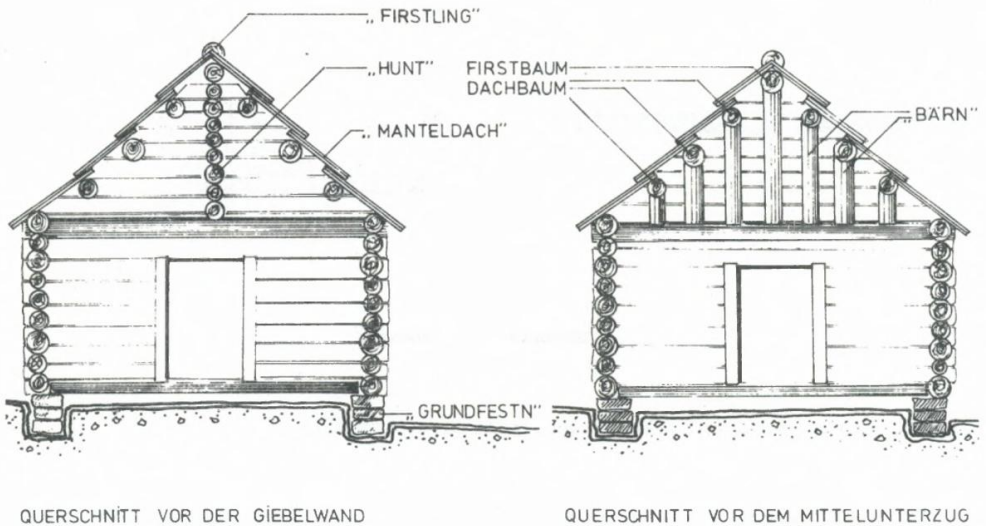 „FIRSTLING"
„HUNT"
„MANTELDACH"
„GRUNDFESTN"
FIRSTBAUM
DACHBAUM
„BÄRN"
QUERSCHNITT VOR DER GIEBELWAND
QUERSCHNITT VOR DEM MITTELUNTERZUG